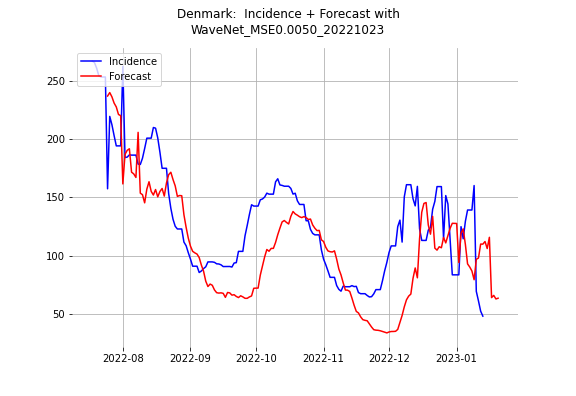 Denmark:  Incidence + Forecast with
WaveNet_MSE0.0050_20221023
Incidence
Forecast
250
200
150
100
50
2022-08
2022-09
2022-10
2022-11
2022-12
2023-01